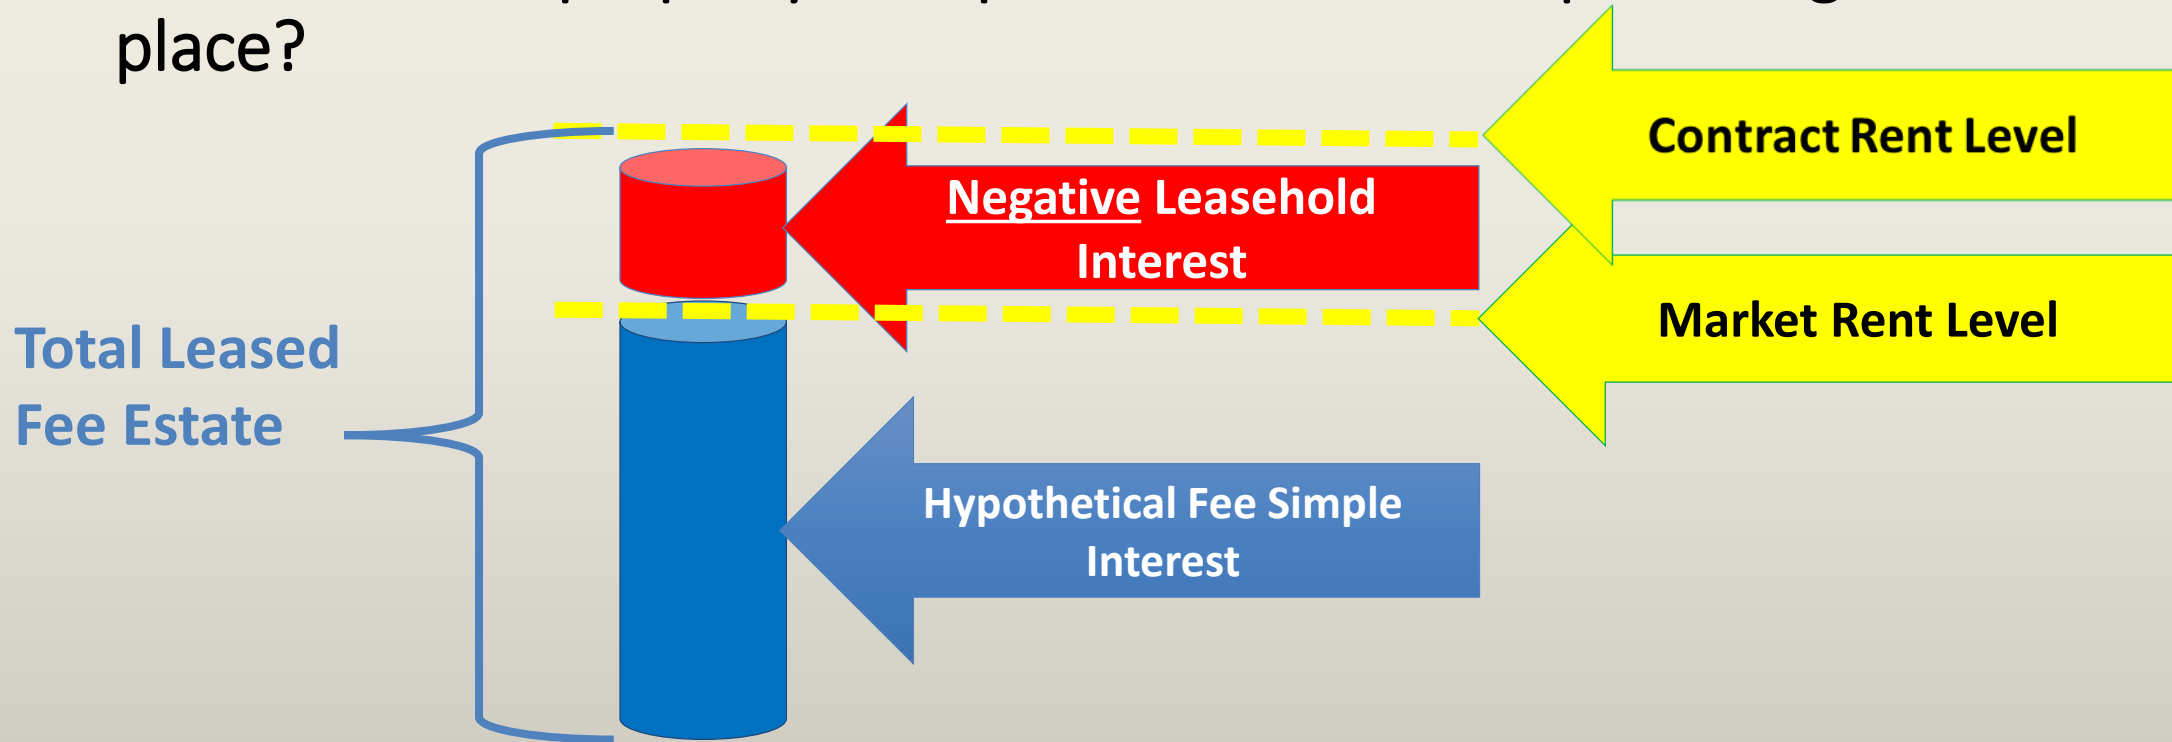 place?
Contract Rent Level
Negative Leasehold
Interest
Market Rent Level
Total Leased
Fee Estate
Hypothetical Fee Simple
Interest